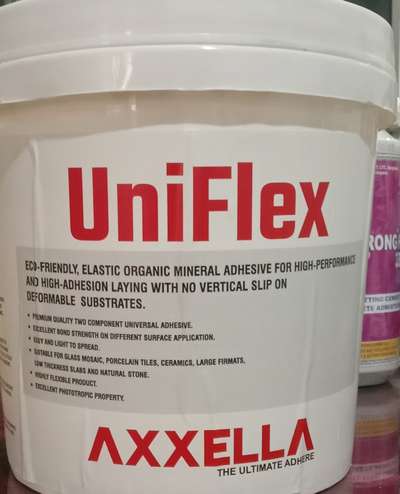 UniFlex
ECO-FRIENDLY, ELASTIC ORGANIC MINERAL ADHESIVE FOR HIGH-PERFORMANCE
AND HIGH-ADHESION LAYING WITH NO VERTICAL SLIP ON
DEFORMABLE SUBSTRATES.
• PREMIUM QUALITY TWO COMPONENT UNIVERSAL ADHESIVE.
• EXCELLENT BOND STRENGTH ON DIFFERENT SURFACE APPLICATION.
• EASY AND LIGHT TO SPREAD.
• SUITABLE FOR GLASS MOSAIC, PORCELAIN TILES, CERAMICS, LARGE FIRMATS,
LOW THICKNESS SLABS AND NATURAL STONE.
• HIGHLY FLEXIBLE PRODUCT.
• EXCELLENT PHOTOTROPIC PROPERTY.
AXXELLA
THE ULTIMATE ADHERE
RONG